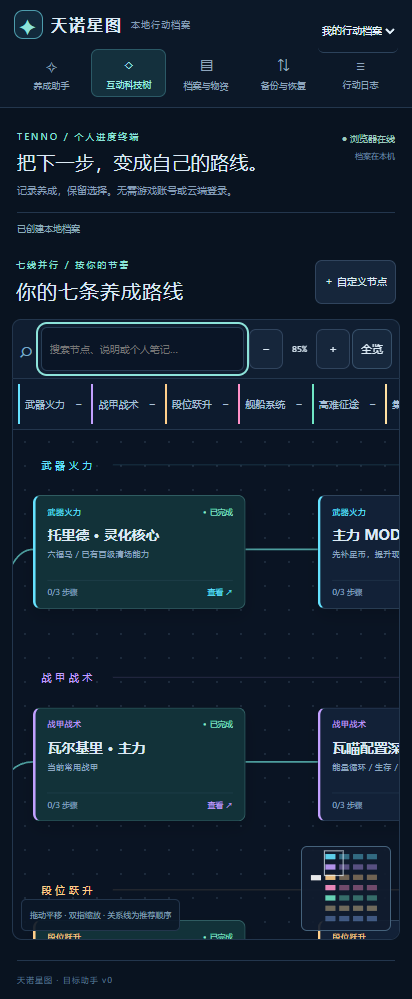 天诺星图 本地行动档案
我的行动档案
养成助手 互动科技树 档案与物资 备份与恢复 行动日志
TENNO / 个人进度终端
浏览器在线
把下一步，变成自己的路线。
档案在本机
记录养成，保留选择。无需游戏账号或云端登录。
已创建本地档案
七线并行 / 按你的节奏
你的七条养成路线
+ 自定义节点
搜索节点、说明或个人笔记…
− 85% + 全览
武器火力 − 战甲战术 − 段位跃升 − 舰船系统 − 高难征途 −
武器火力
武器火力 • 已完成
托里德 • 灵化核心
六福马 / 已有巨级清场能力
0/3 步骤 查看 ↗
武器火力
主力 MOD
先补足币，提升现
0/3 步骤
战甲战术
战甲战术 • 已完成
瓦尔基里 • 主力
当前常用战甲
0/3 步骤 查看 ↗
战甲战术
瓦喵配置深
能量循环 / 生存 /
0/3 步骤
段位跃升
拖动平移 · 双指缩放 · 关系线为推荐顺序
段位跃升 • 已完成
段位跃升
天诺星图 · 目标助手 v0